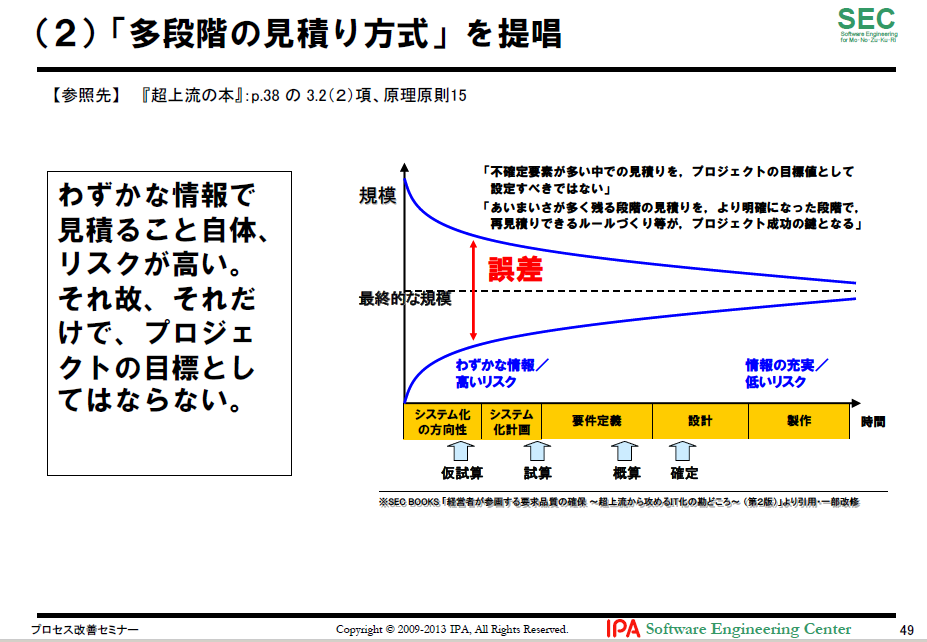 （２）「多段階の見積り方式」を提唱
SEC
Software Engineering
for Mo・No・Zu・Ku・Ri
【参照先】 『超上流の本』：p.38 の 3.2（２）項、原理原則15
わずかな情報で
見積ること自体、
リスクが高い。
それ故、それだ
けで、プロジェ
クトの目標とし
てはならない。
「不確定要素が多い中での見積りを，プロジェクトの目標値として
設定すべきではない」
「あいまいさが多く残る段階の見積りを，より明確になった段階で，
再見積りできるルールづくり等が，プロジェクト成功の鍵となる」
規模
誤差
最終的な規模
わずかな情報／
高いリスク
情報の充実／
低いリスク
システム化
の方向性
システム
化計画
要件定義
設計
製作
時間
仮試算
試算
概算
確定
※SEC BOOKS「経営者が参画する要求品質の確保 ～超上流から攻めるIT化の勘どころ～（第2版）」より引用・一部改修
プロセス改善セミナー
Copyright © 2009-2013 IPA, All Rights Reserved.
IPA Software Engineering Center
49